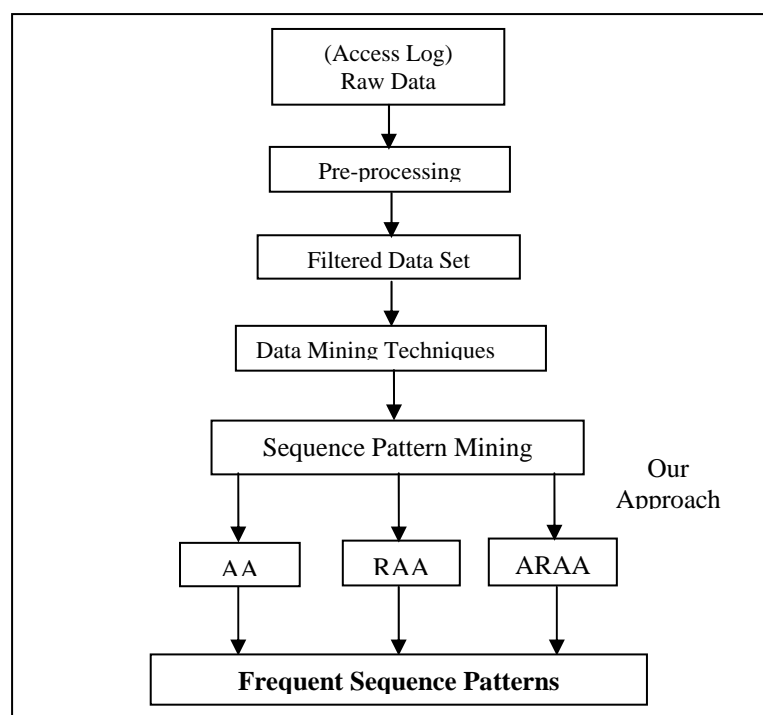 (Access Log)
Raw Data
Pre-processing
Filtered Data Set
Data Mining Techniques
Sequence Pattern Mining
Our
Approach
AA
RAA
ARAA
Frequent Sequence Patterns